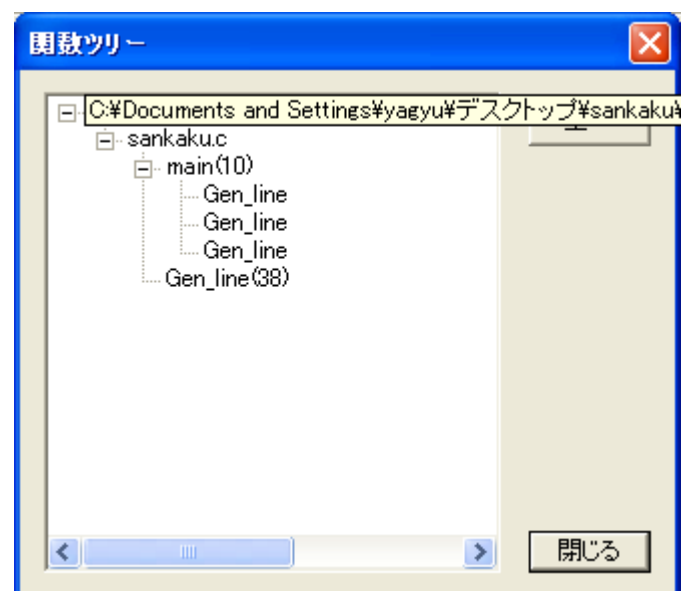 関数ツリー
C:¥Documents and Settings¥yagyu¥デスクトップ¥sankaku¥
sankaku.c
main(10)
Gen_line
Gen_line
Gen_line
Gen_line(38)
閉じる